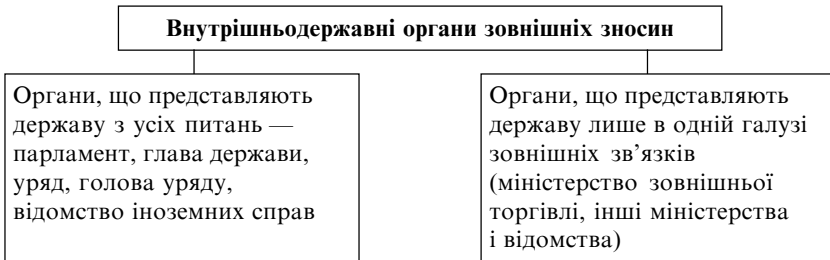 Внутрішньодержавні органи зовнішніх зносин
Органи, що представляють
державу з усіх питань —
парламент, глава держави,
уряд, голова уряду,
відомство іноземних справ
Органи, що представляють
державу лише в одній галузі
зовнішніх зв’язків
(міністерство зовнішньої
торгівлі, інші міністерства
і відомства)